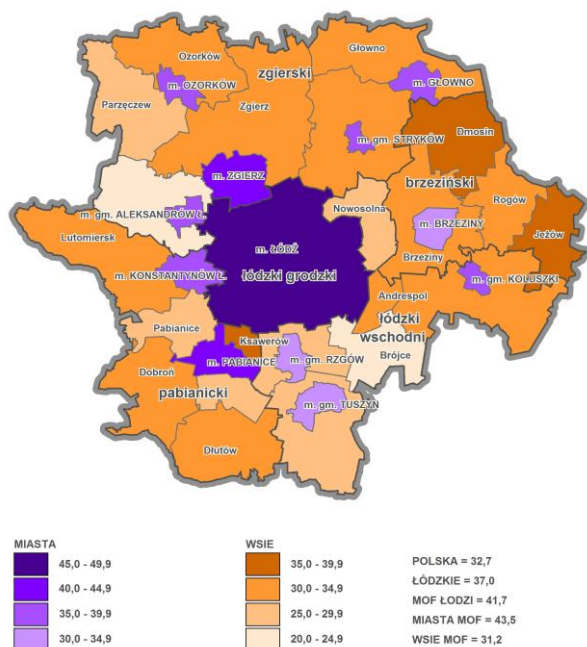 Ozorków
Głowno
zgierski
m. OZORKÓW
m. GŁOWNO
Parzęczew
Zgierz
Dmosin
m. gm. STRYKÓW
m. ZGIERZ
brzeziński
Rogów
m. gm. ALEKSANDRÓW Ł.
Nowosolna
m. BRZEZINY
Jeżów
Lutomiersk
m. ŁÓDŹ
Brzeziny
m. KONSTANTYNÓW Ł.
łódzki grodzki
m. gm. KOLUSZKI
Andrespol
Pabianice
łódzki
Ksawerów
wschodni
m. PABIANICE
m. gm. RZGÓW
Brójce
Dobroń
pabianicki
m. gm. TUSZYN
Dłutów
MIASTA
45,0 - 49,9
40,0 - 44,9
35,0 - 39,9
30,0 - 34,9
WSIE
35,0 - 39,9
30,0 - 34,9
25,0 - 29,9
20,0 - 24,9
POLSKA = 32,7
ŁÓDZKIE = 37,0
MOF ŁODZI = 41,7
MIASTA MOF = 43,5
WSIE MOF = 31,2